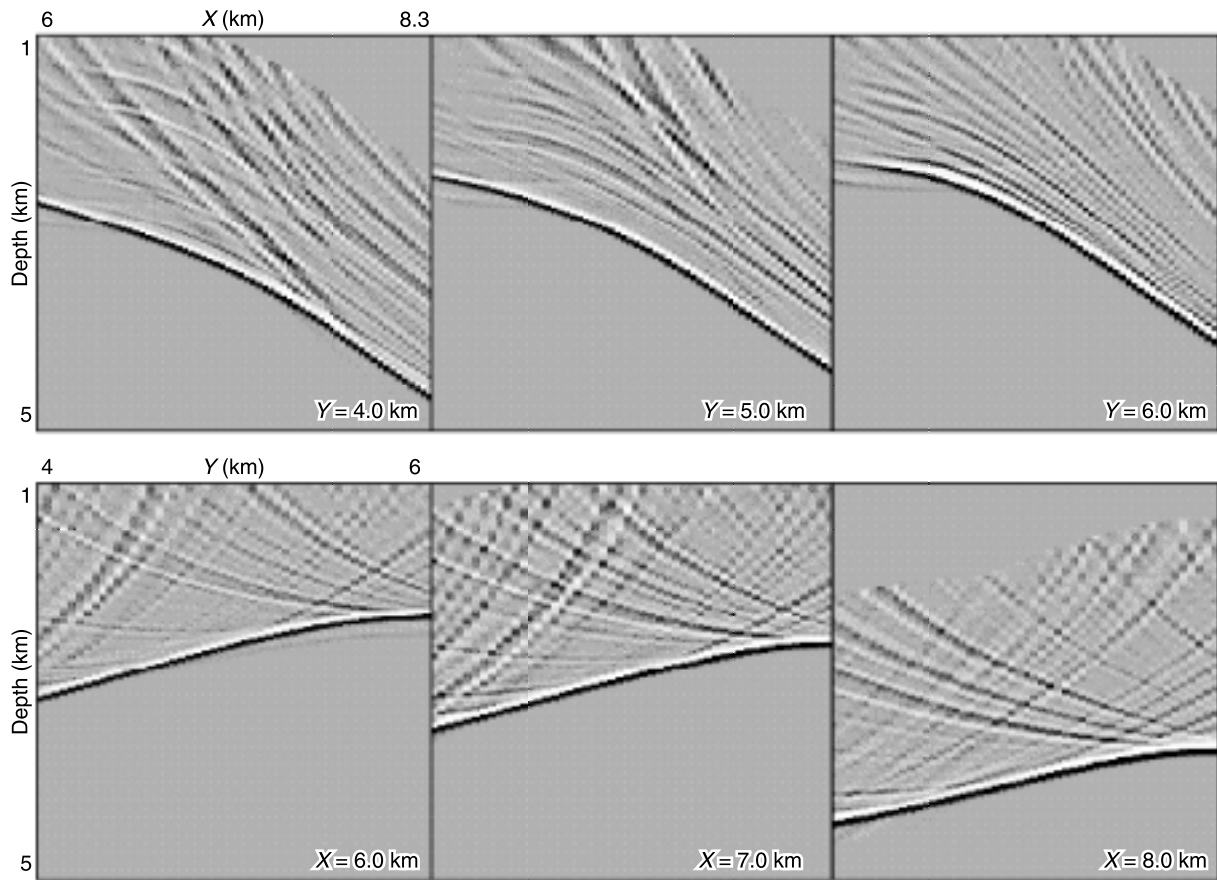 6 X (km) 8.3
1
Depth (km)
5
Y = 4.0 km Y = 5.0 km Y = 6.0 km
4 Y (km) 6
1
Depth (km)
5
X = 6.0 km X = 7.0 km X = 8.0 km